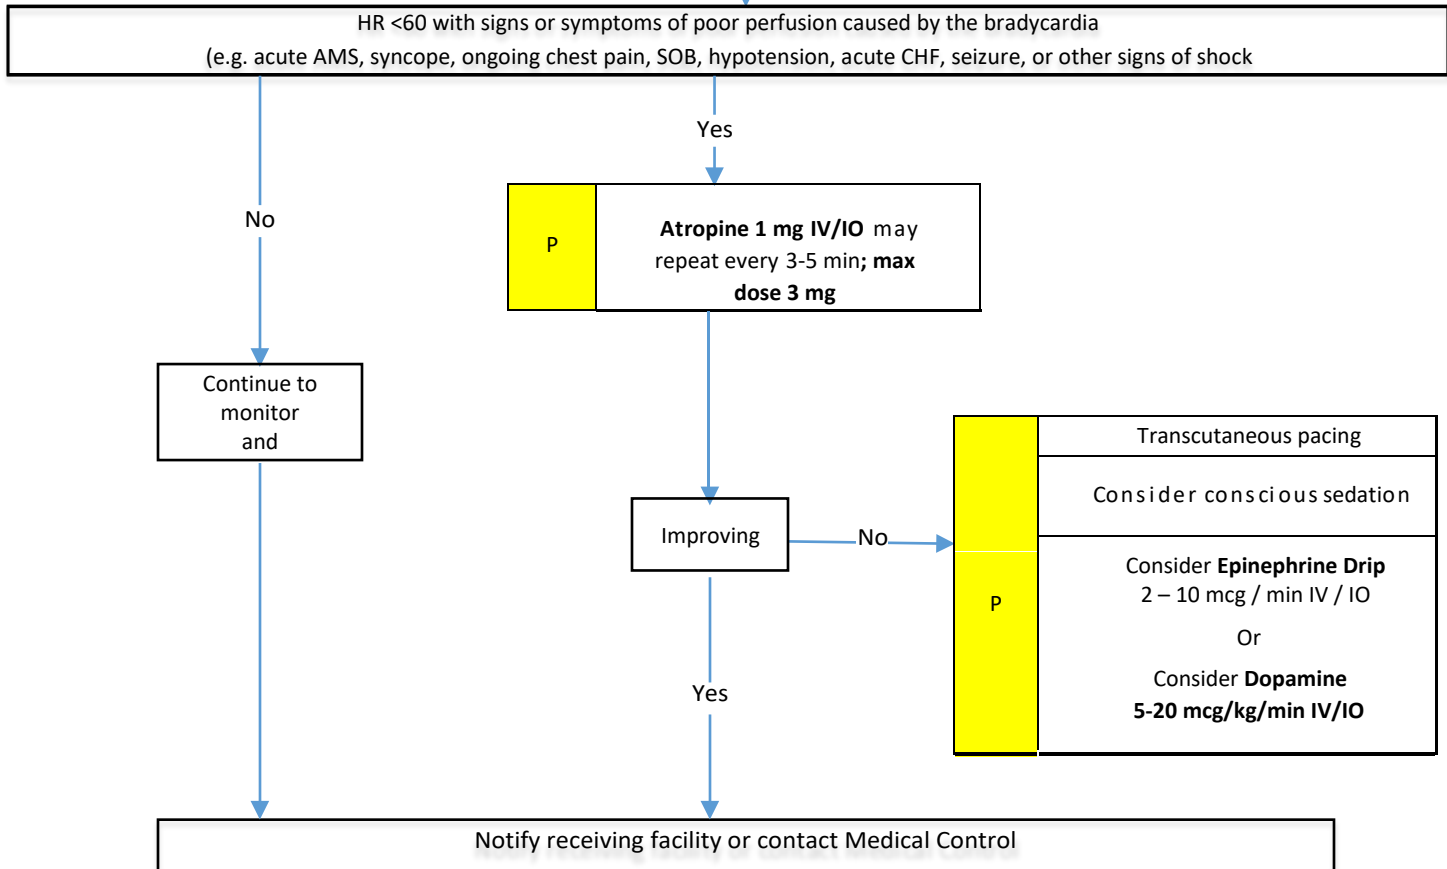 HR <60 with signs or symptoms of poor perfusion caused by the bradycardia
(e.g. acute AMS, syncope, ongoing chest pain, SOB, hypotension, acute CHF, seizure, or other signs of shock
Yes
No
P
Atropine 1 mg IV/IO may
repeat every 3-5 min; max
dose 3 mg
Continue to
monitor
and
Improving
No
P
Transcutaneous pacing
Consider conscious sedation
Consider Epinephrine Drip
2 – 10 mcg / min IV / IO
Or
Consider Dopamine
5-20 mcg/kg/min IV/IO
Yes
Notify receiving facility or contact Medical Control